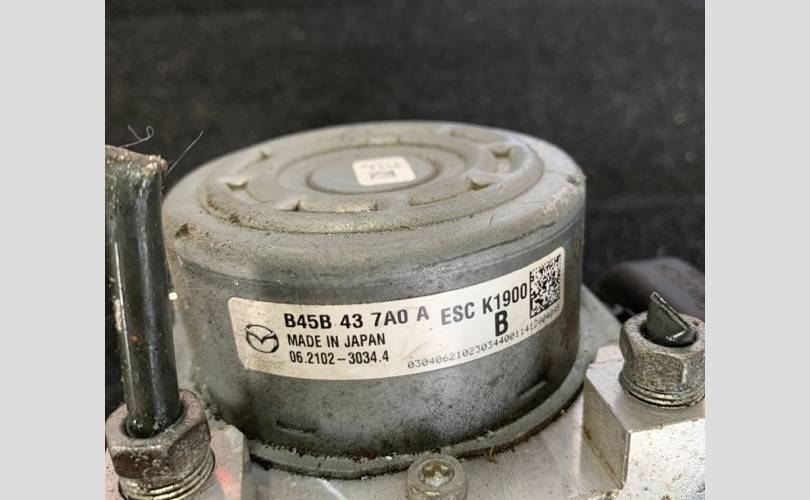 B45B 43 7A0 A ESC K1900
MADE IN JAPAN B
06.2102-3034.4